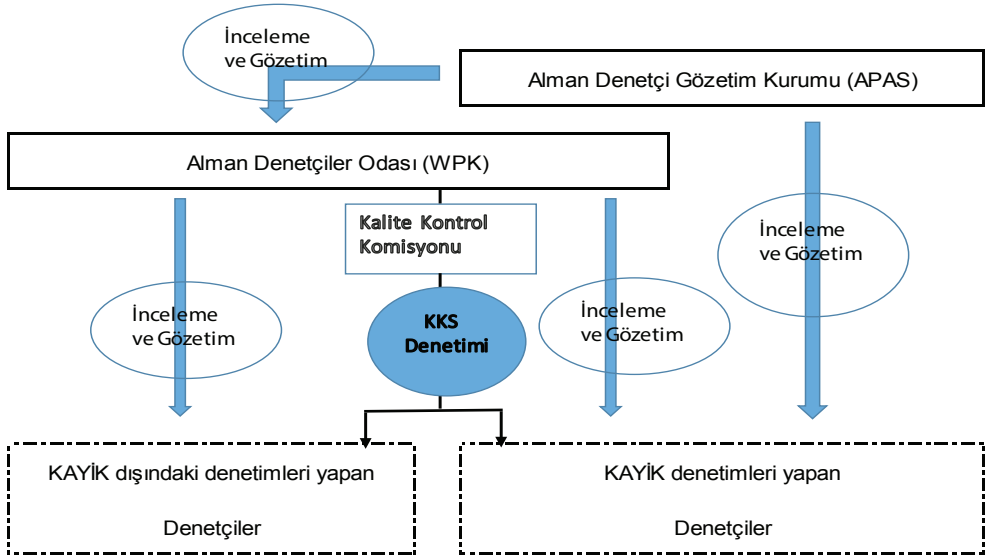 İnceleme
ve Gözetim
Alman Denetçi Gözetim Kurumu (APAS)
Alman Denetçiler Odası (WPK)
Kalite Kontrol
Komisyonu
İnceleme
ve Gözetim
İnceleme
ve Gözetim
KKS
Denetimi
İnceleme
ve Gözetim
KAYİK dışındaki denetimleri yapan
Denetçiler
KAYİK denetimleri yapan
Denetçiler